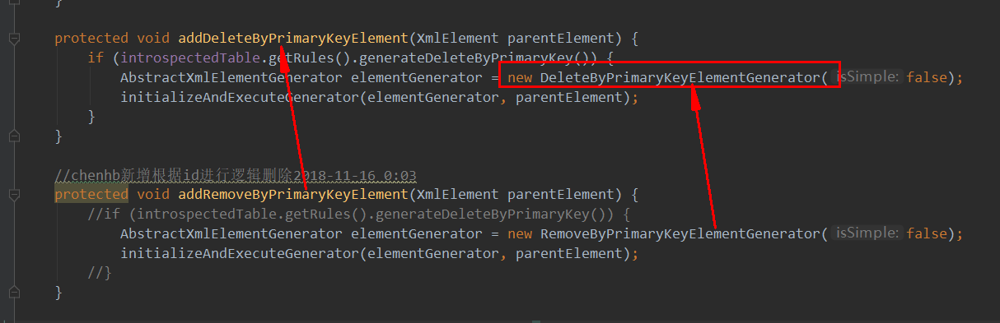 }
protected void addDeleteByPrimaryKeyElement(XmlElement parentElement) {
if (introspectedTable.getRules().generateDeleteByPrimaryKey()) {
AbstractXmlElementGenerator elementGenerator = new DeleteByPrimaryKeyElementGenerator( isSimple: false);
initializeAndExecuteGenerator(elementGenerator, parentElement);
}
}
//chenhb新增根据id进行逻辑删除2018-11-16 0:03
protected void addRemoveByPrimaryKeyElement(XmlElement parentElement) {
//if (introspectedTable.getRules().generateDeleteByPrimaryKey()) {
AbstractXmlElementGenerator elementGenerator = new RemoveByPrimaryKeyElementGenerator( isSimple: false);
initializeAndExecuteGenerator(elementGenerator, parentElement);
//}
}